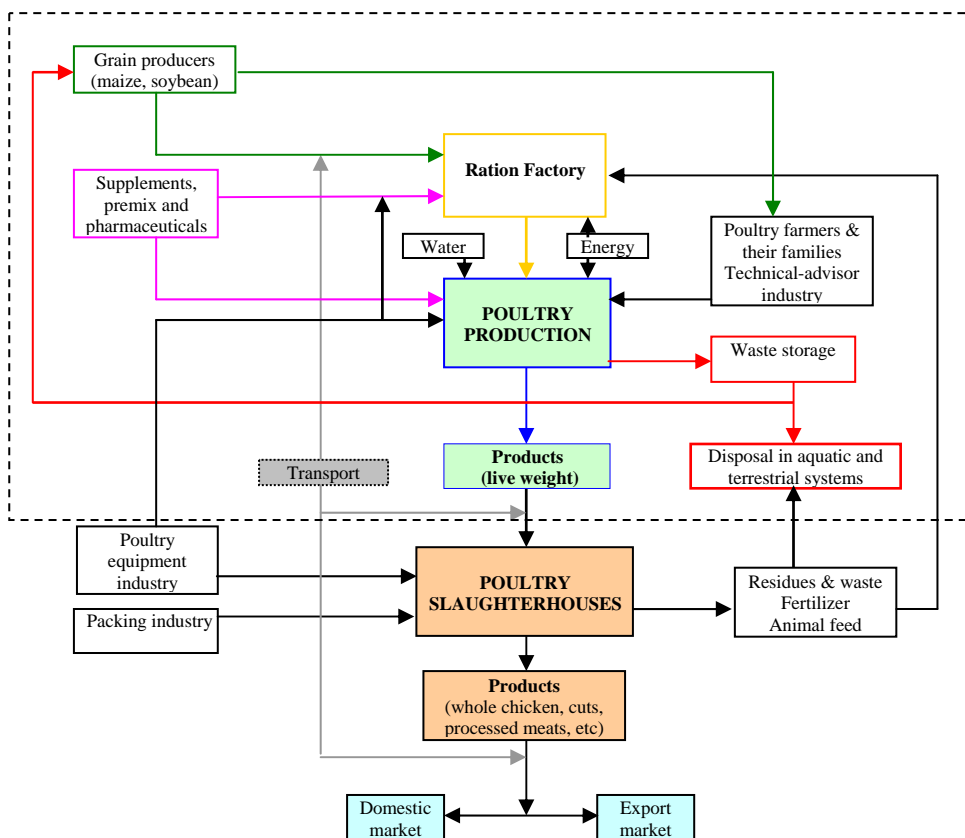 Grain producers
(maize, soybean)
Ration Factory
Supplements,
premix and
pharmaceuticals
Water
Energy
Poultry farmers &
their families
Technical-advisor
industry
POULTRY
PRODUCTION
Waste storage
Transport
Products
(live weight)
Disposal in aquatic and
terrestrial systems
Poultry
equipment
industry
POULTRY
SLAUGHTERHOUSES
Residues & waste
Fertilizer
Animal feed
Packing industry
Products
(whole chicken, cuts,
processed meats, etc)
Domestic
market
Export
market